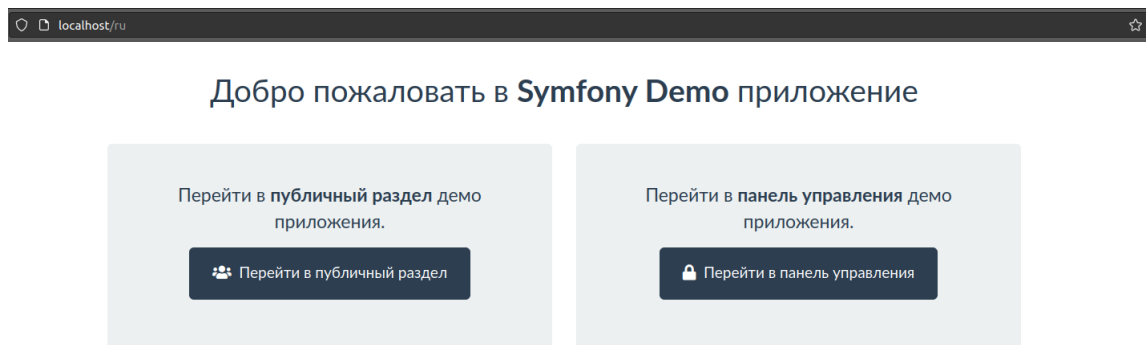 localhost/ru
Добро пожаловать в Symfony Demo приложение
Перейти в публичный раздел демо
приложения.
Перейти в публичный раздел
Перейти в панель управления демо
приложения.
Перейти в панель управления